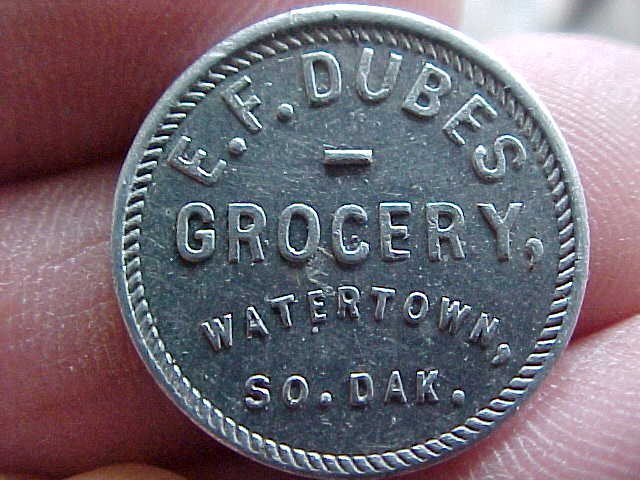 E.F.DUBES
—
GROCERY,
WATERTOWN,
SO.DAK.